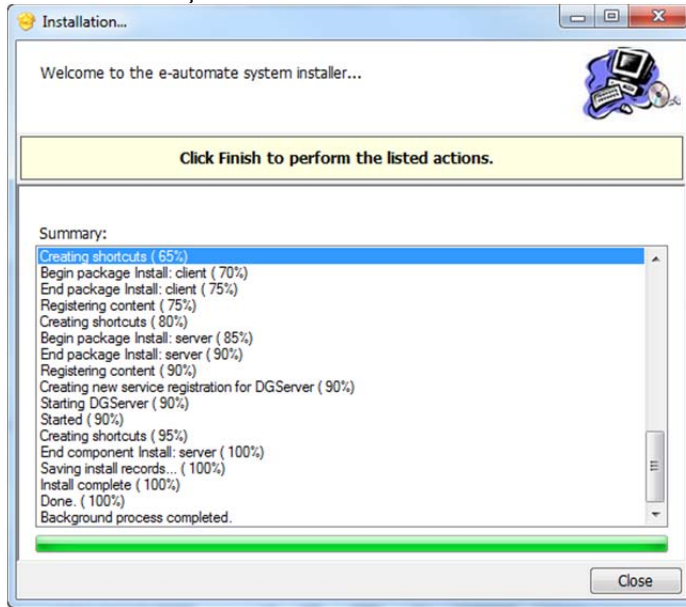 Installation...
Welcome to the e-automate system installer...
Click Finish to perform the listed actions.
Summary:
Creating shortcuts ( 65%)
Begin package Install: client ( 70%)
End package Install: client ( 75%)
Registering content ( 75%)
Creating shortcuts ( 80%)
Begin package Install: server ( 85%)
End package Install: server ( 90%)
Registering content ( 90%)
Creating new service registration for DGServer ( 90%)
Starting DGServer ( 90%)
Started ( 90%)
Creating shortcuts ( 95%)
End component Install: server ( 100%)
Saving install records... ( 100%)
Install complete ( 100%)
Done. ( 100%)
Background process completed.
Close